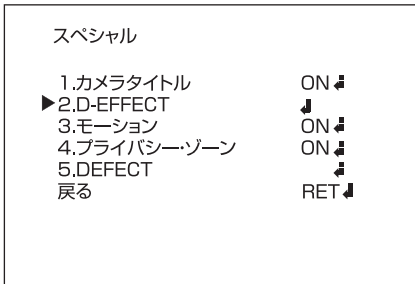 スペシャル
1.カメラタイトル ON↲
▶2.D-EFFECT ↲
3.モーション ON↲
4.プライバシー・ゾーン ON↲
5.DEFECT ↲
戻る RET↲